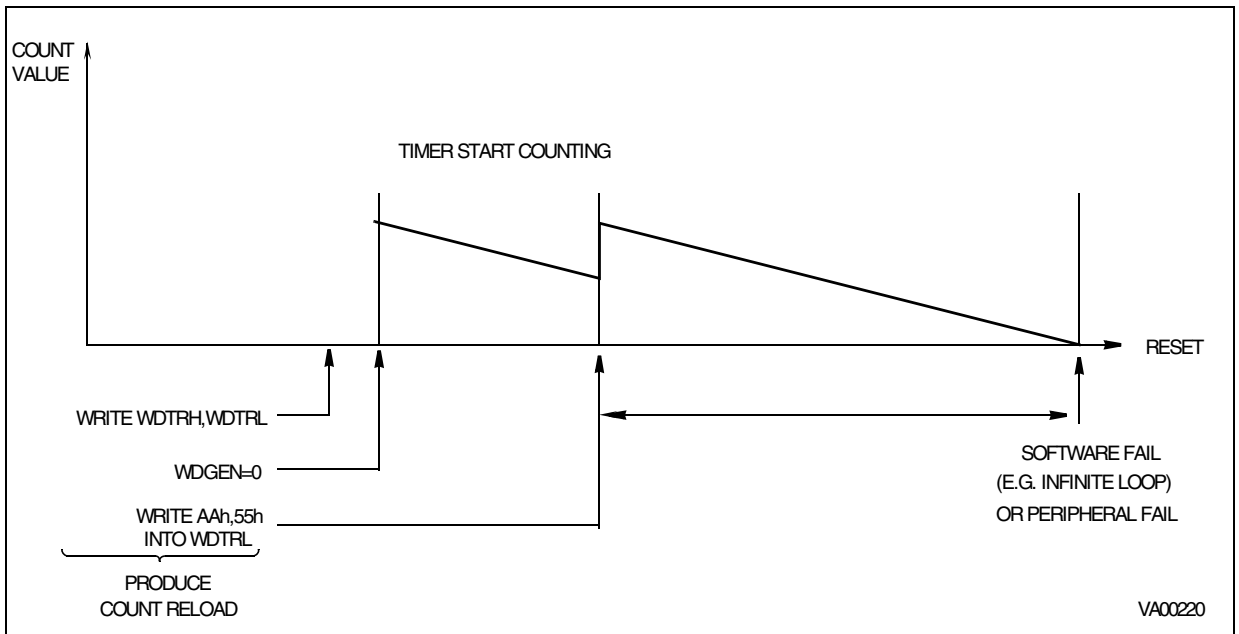 COUNT
VALUE
TIMER START COUNTING
RESET
WRITE WDTRH,WDTRL
WDGEN=0
WRITE AAh,55h
INTO WDTRL
PRODUCE
COUNT RELOAD
SOFTWARE FAIL
(E.G. INFINITE LOOP)
OR PERIPHERAL FAIL
VA00220